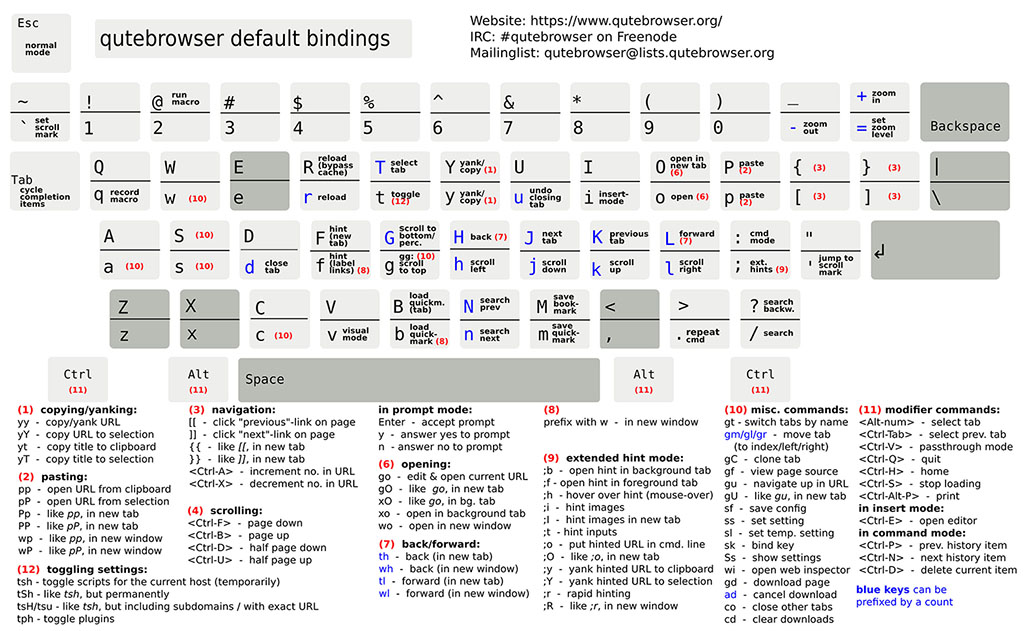 Esc
normal
mode
qutebrowser default bindings
Website: https://www.qutebrowser.org/
IRC: #qutebrowser on Freenode
Mailinglist: qutebrowser@lists.qutebrowser.org
~
` set scroll mark
!
1
@ run macro
2
#
3
$
4
%
5
^
6
&
7
*
8
(
9
)
0
_
- zoom out
+ zoom in
= set zoom level
Backspace
Tab
cycle
completion
items
Q
q record macro
W
w (10)
E
e
R reload (bypass cache)
r reload
T select tab
t toggle (12)
Y yank/copy (1)
y yank/copy (1)
U
u undo closing tab
I
i insert-mode
O open in new tab (6)
o open (6)
P paste (2)
p paste (2)
{ (3)
[ (3)
} (3)
] (3)
|
\
A
a (10)
S (10)
s (10)
D
d close tab
F hint (new tab)
f hint (label links) (8)
G Scroll to bottom/perc.
g gg: (10) scroll to top
H back (7)
h scroll left
J next tab
j scroll down
K previous tab
k scroll up
L forward (7)
l scroll right
: cmd mode
; ext. hints (9)
"
' jump to scroll mark
↲
Z
z
X
x
C
c (10)
V
v visual mode
B load quickm. (tab)
b load quick-mark (8)
N search prev
n search next
M save book-mark
m save quick-mark
<
,
>
. repeat cmd
? search backw.
/ search
Ctrl
(11)
Alt
(11)
Space
Alt
(11)
Ctrl
(11)
(1) copying/yanking:
yy - copy/yank URL
yY - copy URL to selection
yt - copy title to clipboard
yT - copy title to selection
(2) pasting:
pp - open URL from clipboard
pP - open URL from selection
Pp - like pp, in new tab
PP - like pP, in new tab
wp - like pp, in new window
wP - like pP, in new window
(12) toggling settings:
tsh - toggle scripts for the current host (temporarily)
tSh - like tsh, but permanently
tsH/tsu - like tsh, but including subdomains / with exact URL
tph - toggle plugins
(3) navigation:
[[ - click "previous"-link on page
]] - click "next"-link on page
{{ - like [[, in new tab
}} - like ]], in new tab
<Ctrl-A> - increment no. in URL
<Ctrl-X> - decrement no. in URL
(4) scrolling:
<Ctrl-F> - page down
<Ctrl-B> - page up
<Ctrl-D> - half page down
<Ctrl-U> - half page up
in prompt mode:
Enter - accept prompt
y - answer yes to prompt
n - answer no to prompt
(6) opening:
go - edit & open current URL
gO - like go, in new tab
xO - like go, in bg. tab
xo - open in background tab
wo - open in new window
(7) back/forward:
th - back (in new tab)
wh - back (in new window)
tl - forward (in new tab)
wl - forward (in new window)
(8)
prefix with w - in new window
(9) extended hint mode:
;b - open hint in background tab
;f - open hint in foreground tab
;h - hover over hint (mouse-over)
;i - hint images
;I - hint images in new tab
;t - hint inputs
;o - put hinted URL in cmd. line
;O - like ;o, in new tab
;y - yank hinted URL to clipboard
;Y - yank hinted URL to selection
;r - rapid hinting
;R - like ;r, in new window
(10) misc. commands:
gt - switch tabs by name
gm/gl/gr - move tab
(to index/left/right)
gC - clone tab
gf - view page source
gu - navigate up in URL
gU - like gu, in new tab
sf - save config
ss - set setting
sl - set temp. setting
sk - bind key
Ss - show settings
wi - open web inspector
gd - download page
ad - cancel download
co - close other tabs
cd - clear downloads
(11) modifier commands:
<Alt-num> - select tab
<Ctrl-Tab> - select prev. tab
<Ctrl-V> - passthrough mode
<Ctrl-Q> - quit
<Ctrl-H> - home
<Ctrl-S> - stop loading
<Ctrl-Alt-P> - print
in insert mode:
<Ctrl-E> - open editor
in command mode:
<Ctrl-P> - prev. history item
<Ctrl-N> - next history item
<Ctrl-D> - delete current item
blue keys can be
prefixed by a count